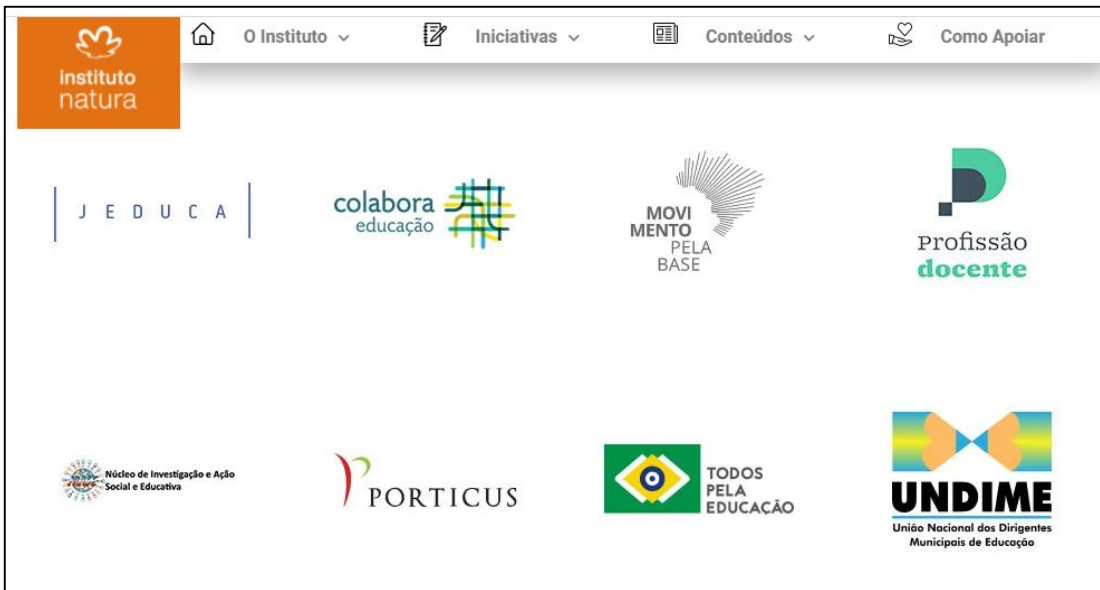 O Instituto
Iniciativas
Conteúdos
Como Apoiar
instituto
natura
JEDUCA
colabora
educação
MOVI
MENTO
PELA
BASE
Profissão
docente
Núcleo de Investigação e Ação
Social e Educativa
PORTICUS
TODOS
PELA
EDUCAÇÃO
UNDIME
União Nacional dos Dirigentes
Municipais de Educação